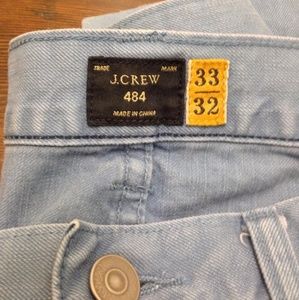 TRADE MARK
J.CREW
484
MADE IN CHINA
33
32